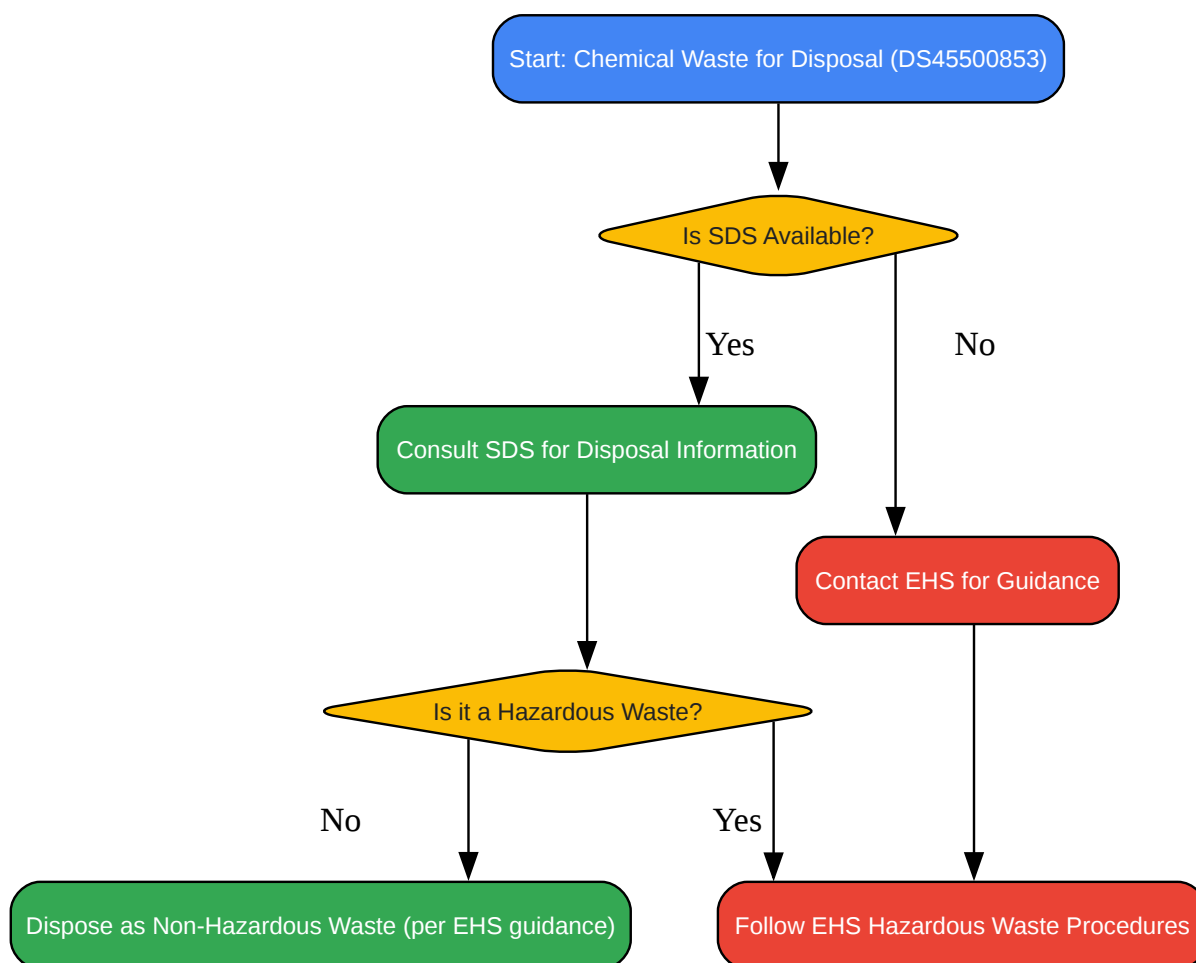 Start: Chemical Waste for Disposal (DS45500853)
Is SDS Available?
Yes
No
Consult SDS for Disposal Information
Contact EHS for Guidance
Is it a Hazardous Waste?
No
Yes
Dispose as Non-Hazardous Waste (per EHS guidance)
Follow EHS Hazardous Waste Procedures